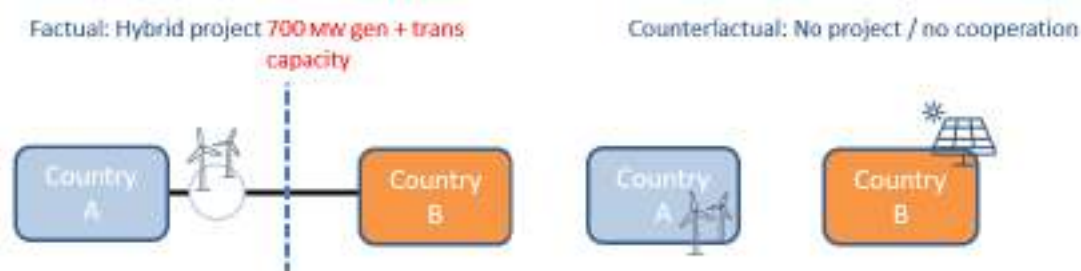 Factual: Hybrid project 700 MW gen + trans
capacity
Counterfactual: No project / no cooperation
Country
A
Country
B
Country
A
Country
B